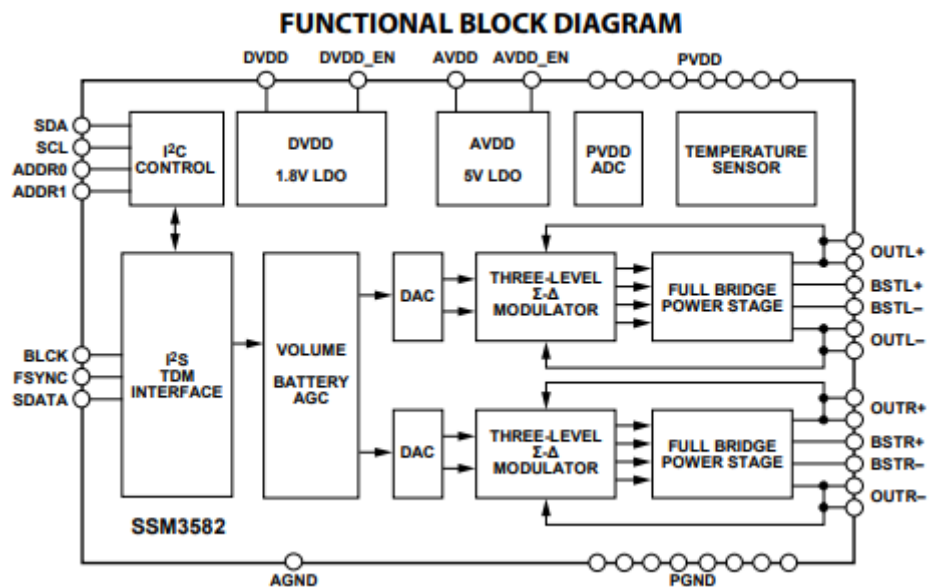 FUNCTIONAL BLOCK DIAGRAM
DVDD
DVDD_EN
AVDD
AVDD_EN
PVDD
SDA
SCL
ADDR0
ADDR1
I²C
CONTROL
DVDD
1.8V LDO
AVDD
5V LDO
PVDD
ADC
TEMPERATURE
SENSOR
BLCK
FSYNC
SDATA
I²S
TDM
INTERFACE
VOLUME
BATTERY
AGC
DAC
THREE-LEVEL
Σ-Δ
MODULATOR
FULL BRIDGE
POWER STAGE
OUTL+
BSTL+
BSTL–
OUTL–
DAC
THREE-LEVEL
Σ-Δ
MODULATOR
FULL BRIDGE
POWER STAGE
OUTR+
BSTR+
BSTR–
OUTR–
SSM3582
AGND
PGND